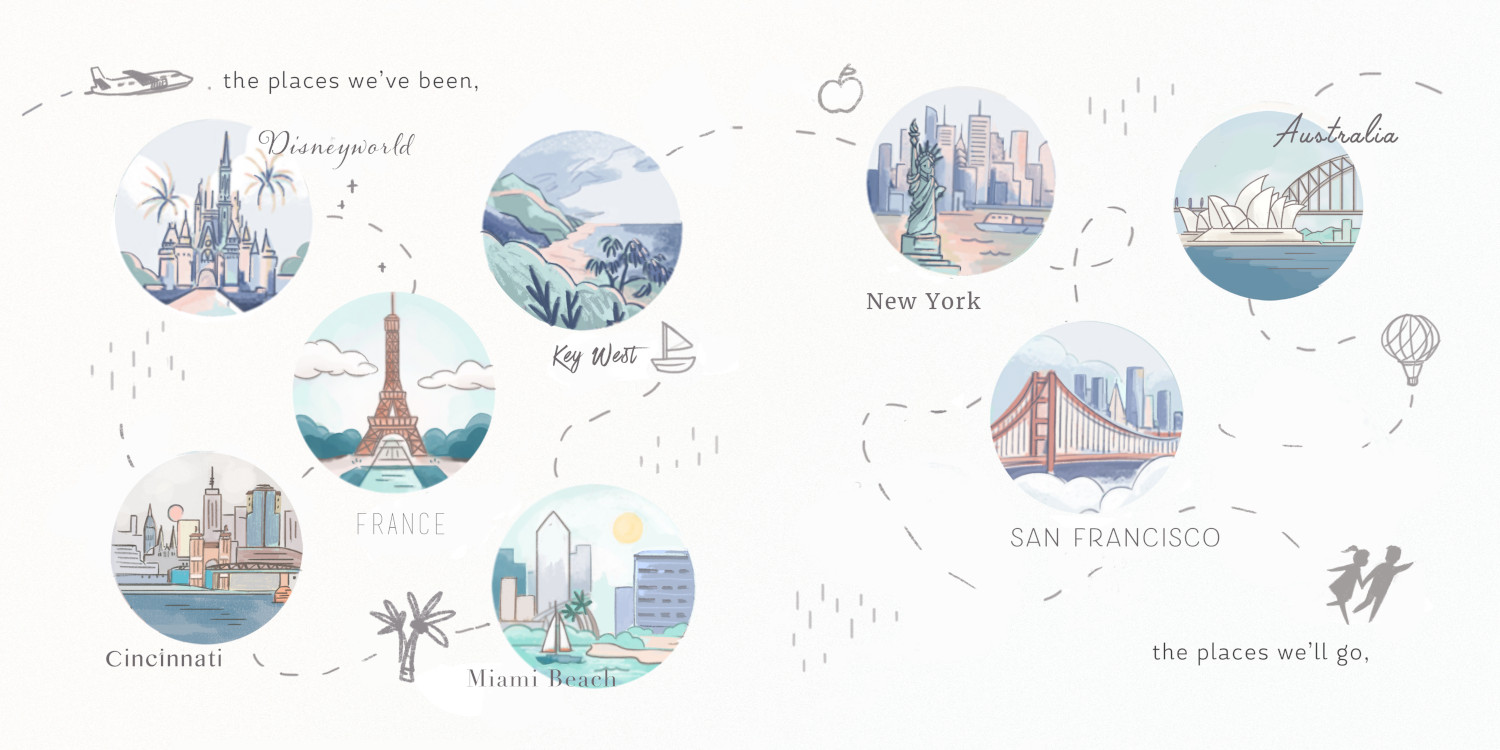 the places we've been,
Disneyworld
Key West
FRANCE
Cincinnati
Miami Beach
New York
Australia
SAN FRANCISCO
the places we'll go,